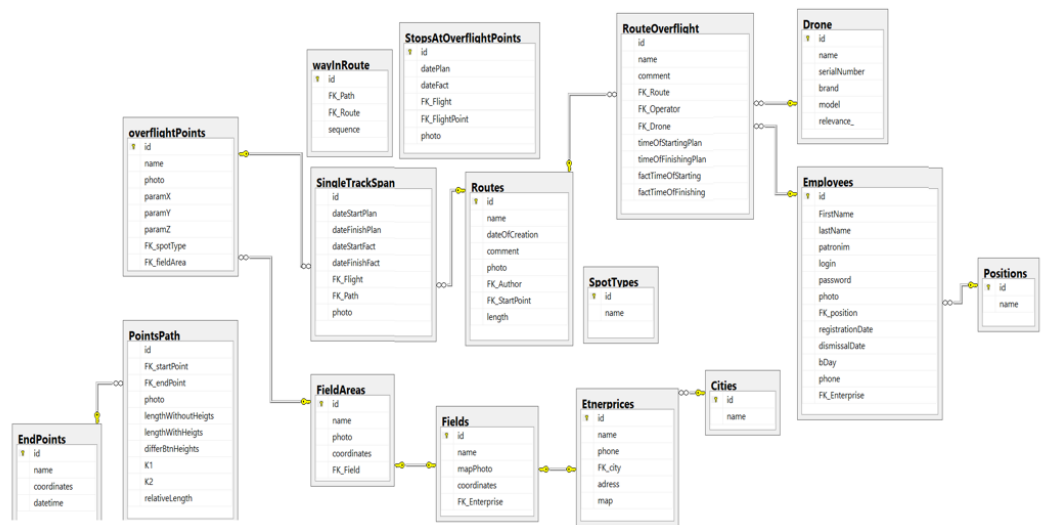 wayInRoute
id
FK_Path
FK_Route
sequence
StopsAtOverflightPoints
id
datePlan
dateFact
FK_Flight
FK_FlightPoint
photo
RouteOverflight
id
name
comment
FK_Route
FK_Operator
FK_Drone
timeOfStartingPlan
timeOfFinishingPlan
factTimeOfStarting
factTimeOfFinishing
Drone
id
name
serialNumber
brand
model
relevance_
overflightPoints
id
name
photo
paramX
paramY
paramZ
FK_spotType
FK_fieldArea
SingleTrackSpan
id
dateStartPlan
dateFinishPlan
dateStartFact
dateFinishFact
FK_Flight
FK_Path
photo
Routes
id
name
dateOfCreation
comment
photo
FK_Author
FK_StartPoint
length
SpotTypes
id
name
Employees
id
FirstName
lastName
patronim
login
password
photo
FK_position
registrationDate
dismissalDate
bDay
phone
FK_Enterprise
Positions
id
name
PointsPath
id
FK_startPoint
FK_endPoint
photo
lengthWithoutHeigts
lengthWithHeigts
differBtnHeights
K1
K2
relativeLength
EndPoints
id
name
coordinates
datetime
FieldAreas
id
name
photo
coordinates
FK_Field
Fields
id
name
mapPhoto
coordinates
FK_Enterprise
Etnerprices
id
name
phone
FK_city
adress
map
Cities
id
name